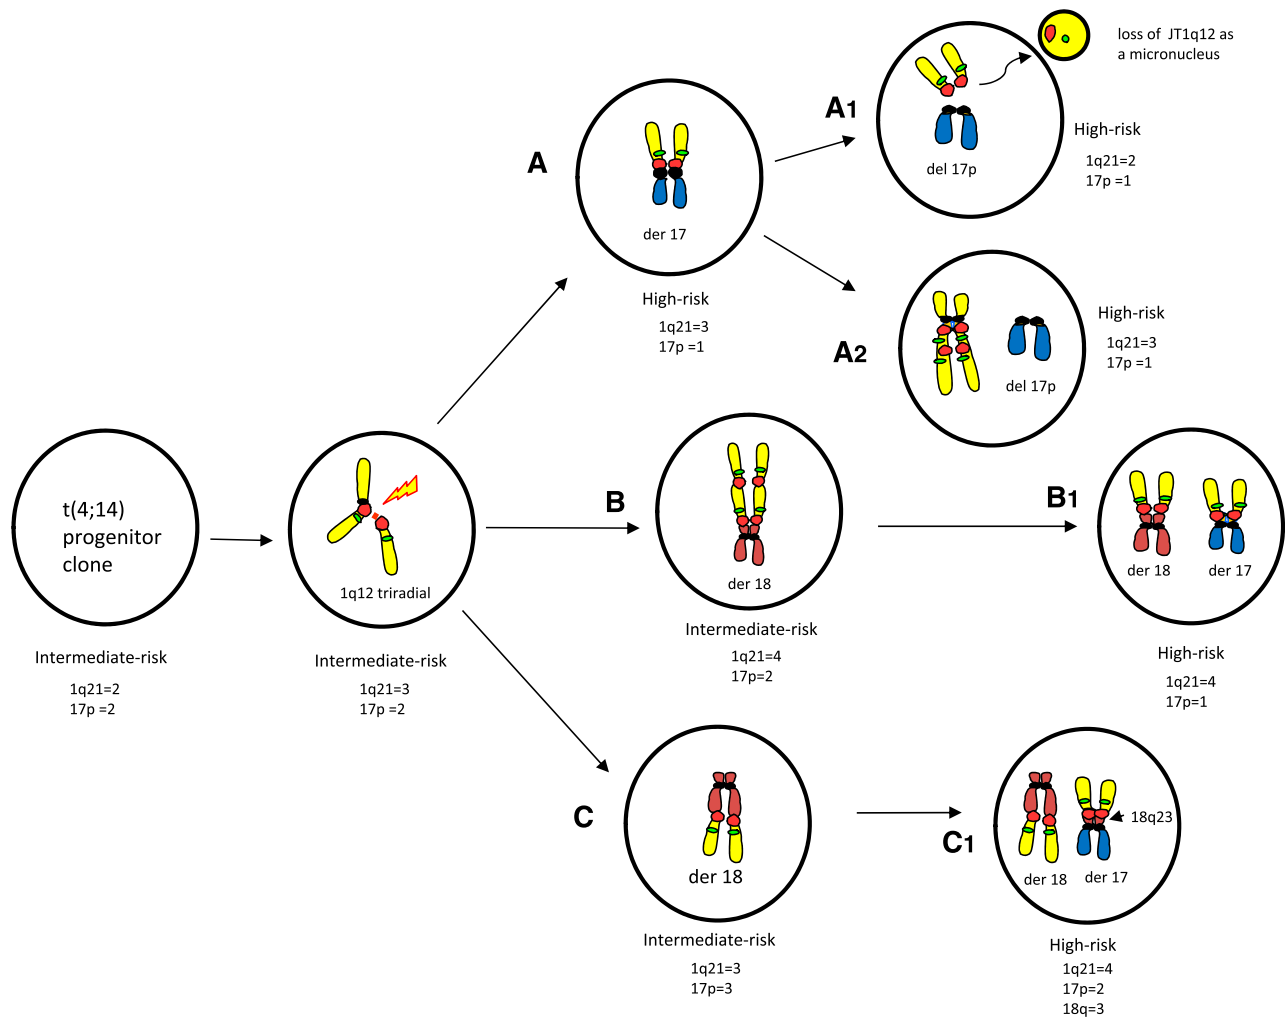 t(4;14)
progenitor
clone
Intermediate-risk
1q21=2
17p =2
1q12 triradial
Intermediate-risk
1q21=3
17p =2
A
der 17
High-risk
1q21=3
17p =1
A1
del 17p
loss of JT1q12 as
a micronucleus
High-risk
1q21=2
17p =1
A2
del 17p
High-risk
1q21=3
17p =1
B
der 18
Intermediate-risk
1q21=4
17p=2
B1
der 18
der 17
High-risk
1q21=4
17p=1
C
der 18
Intermediate-risk
1q21=3
17p=3
C1
18q23
der 18
der 17
High-risk
1q21=4
17p=2
18q=3